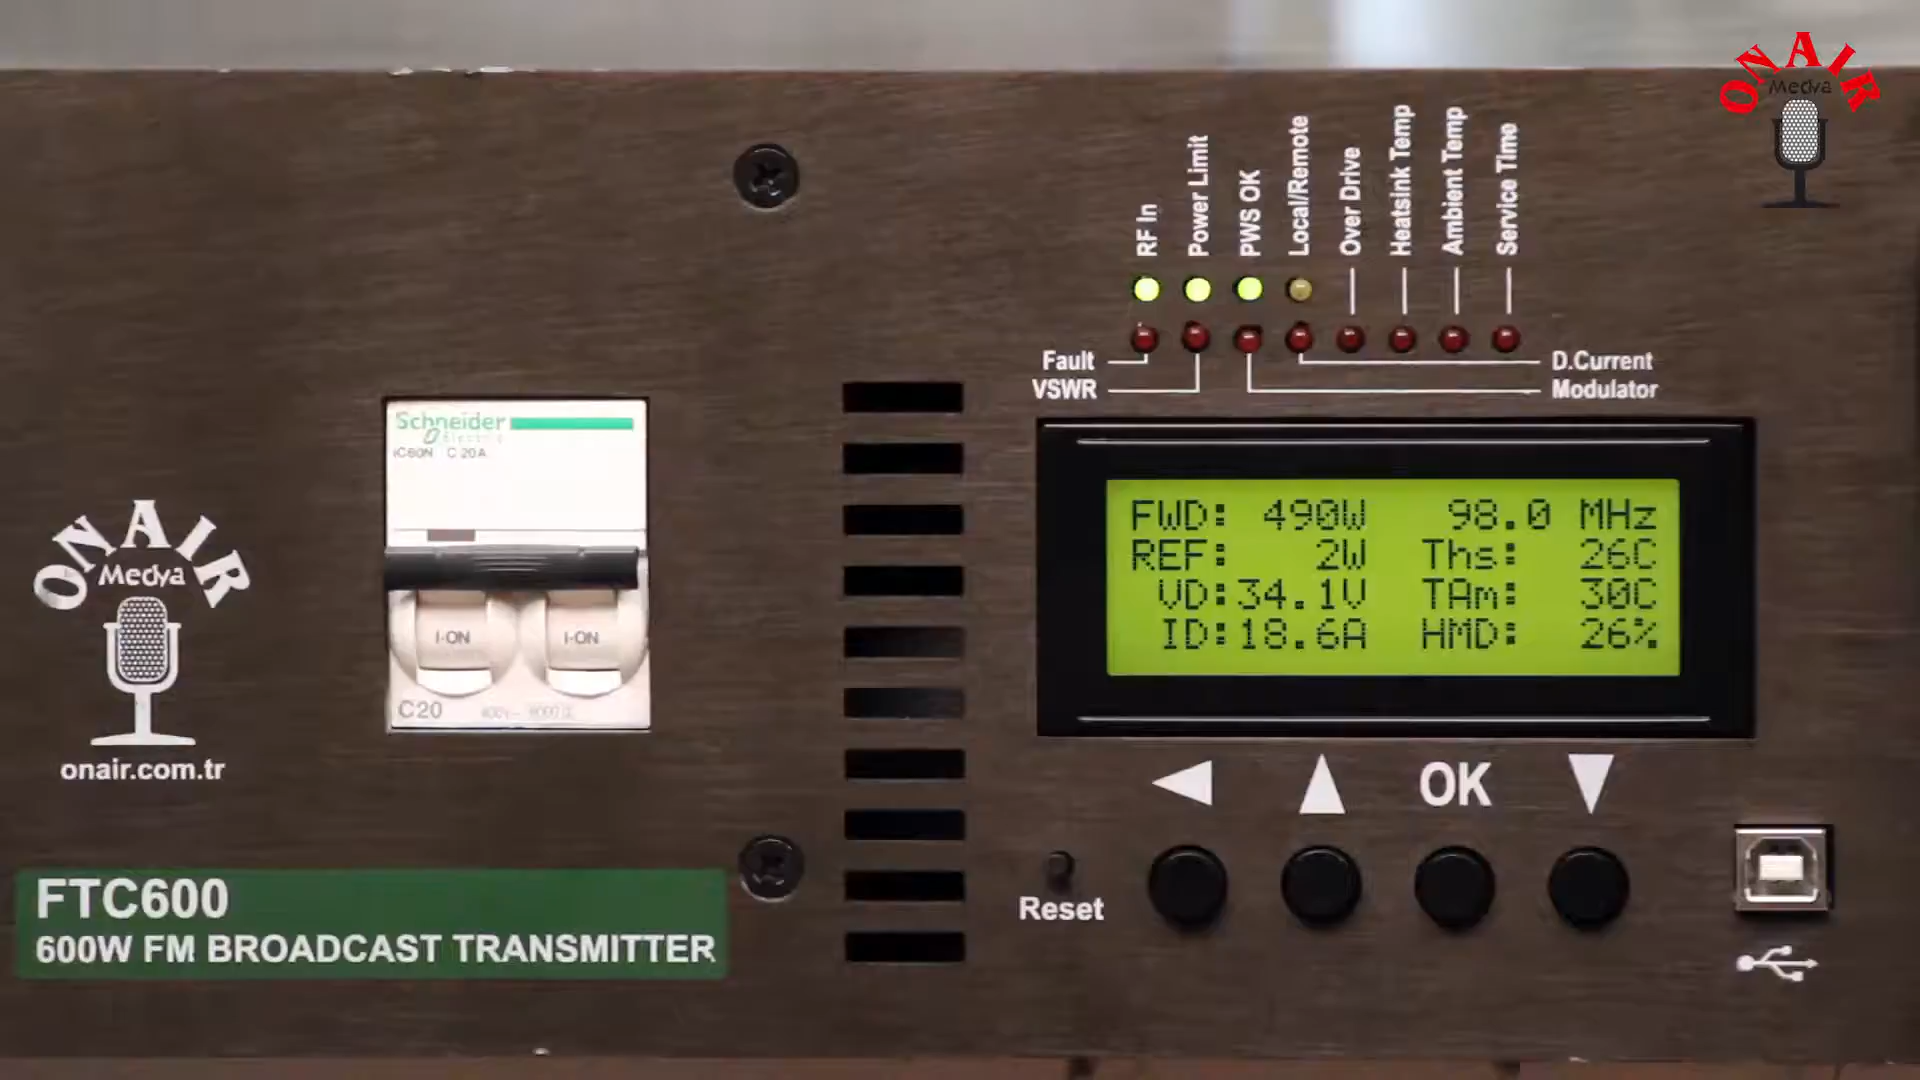 ONAIR
Medya
RF In
Power Limit
PWS OK
Local/Remote
Over Drive
Heatsink Temp
Ambient Temp
Service Time
Fault
VSWR
D.Current
Modulator
Schneider
Electric
iC60N C 20A
I-ON
I-ON
C20
FWD: 490W 98.0 MHz
REF: 2W Ths: 26C
VD:34.1V TAm: 30C
ID:18.6A HMD: 26%
OK
Reset
ONAIR
Medya
onair.com.tr
FTC600
600W FM BROADCAST TRANSMITTER